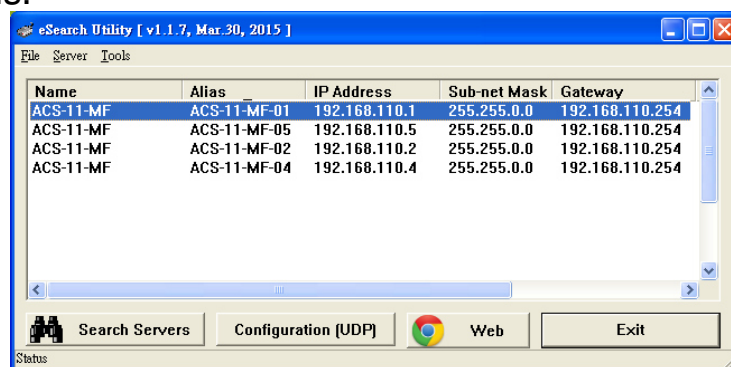 eSearch Utility [ v1.1.7, Mar.30, 2015 ]
File Server Tools
Name Alias _ IP Address Sub-net Mask Gateway
ACS-11-MF ACS-11-MF-01 192.168.110.1 255.255.0.0 192.168.110.254
ACS-11-MF ACS-11-MF-05 192.168.110.5 255.255.0.0 192.168.110.254
ACS-11-MF ACS-11-MF-02 192.168.110.2 255.255.0.0 192.168.110.254
ACS-11-MF ACS-11-MF-04 192.168.110.4 255.255.0.0 192.168.110.254
Search Servers Configuration (UDP) Web Exit
Status